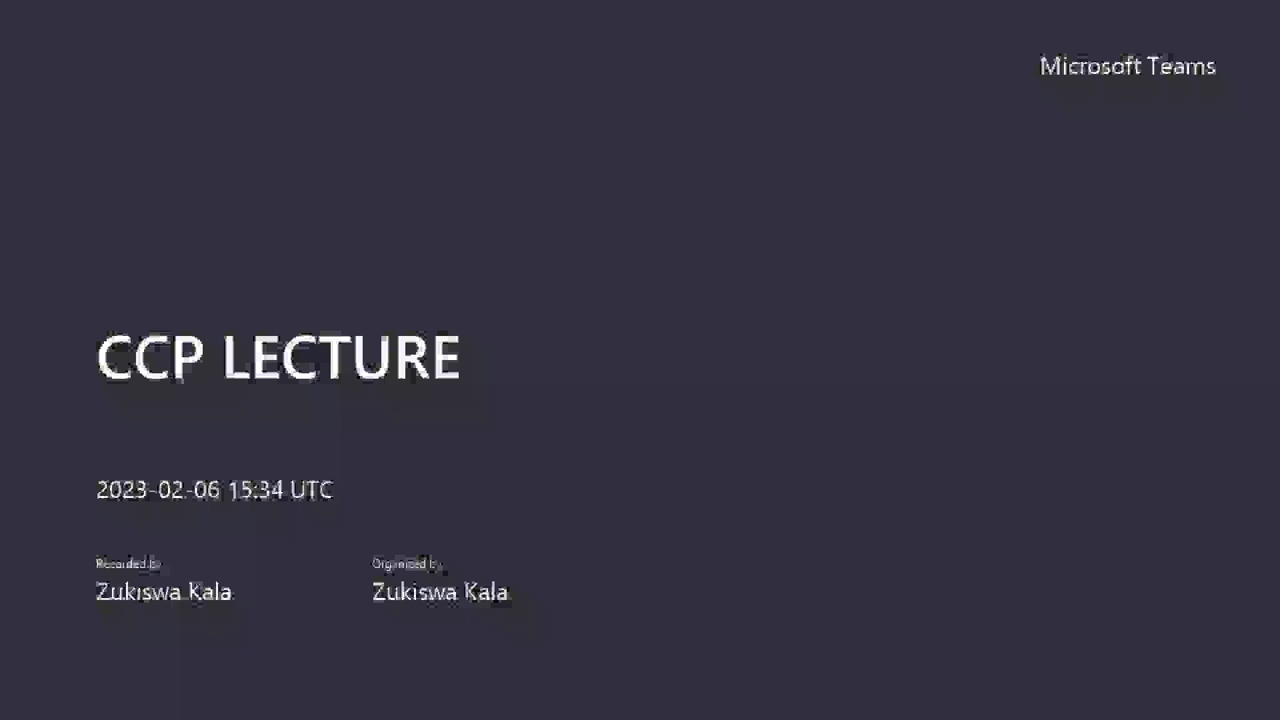 Microsoft Teams
CCP LECTURE
2023-02-06 15:34 UTC
Recorded by
Organized by
Zukiswa Kala
Zukiswa Kala